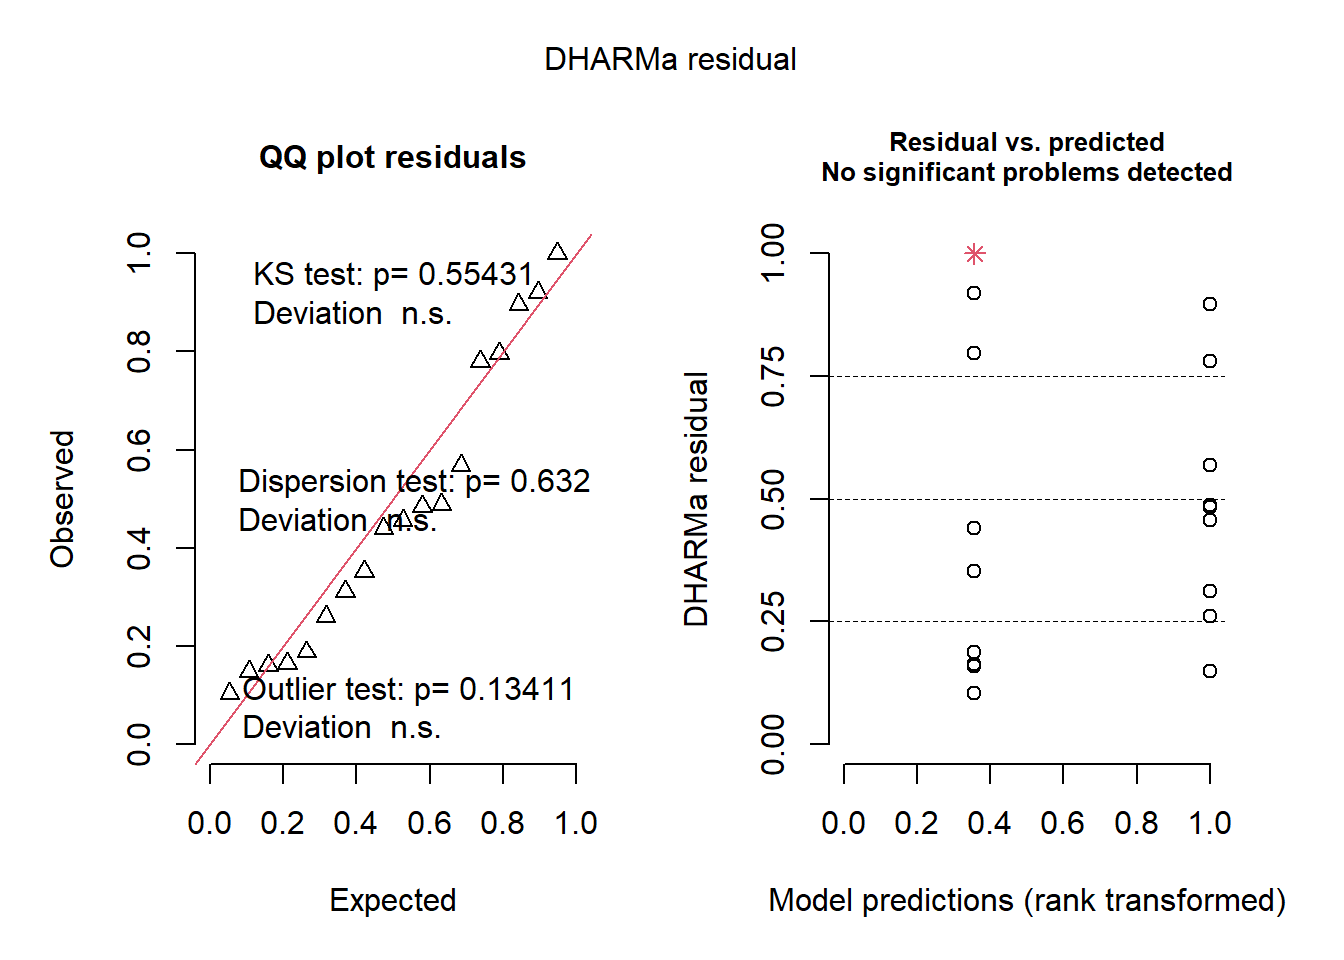 DHARMa residual
QQ plot residuals
KS test: p= 0.55431
Deviation  n.s.
Dispersion test: p= 0.632
Deviation  n.s.
Outlier test: p= 0.13411
Deviation  n.s.
Observed
0.0 0.2 0.4 0.6 0.8 1.0
0.0 0.2 0.4 0.6 0.8 1.0
Expected
Residual vs. predicted
No significant problems detected
DHARMa residual
0.00 0.25 0.50 0.75 1.00
0.0 0.2 0.4 0.6 0.8 1.0
Model predictions (rank transformed)